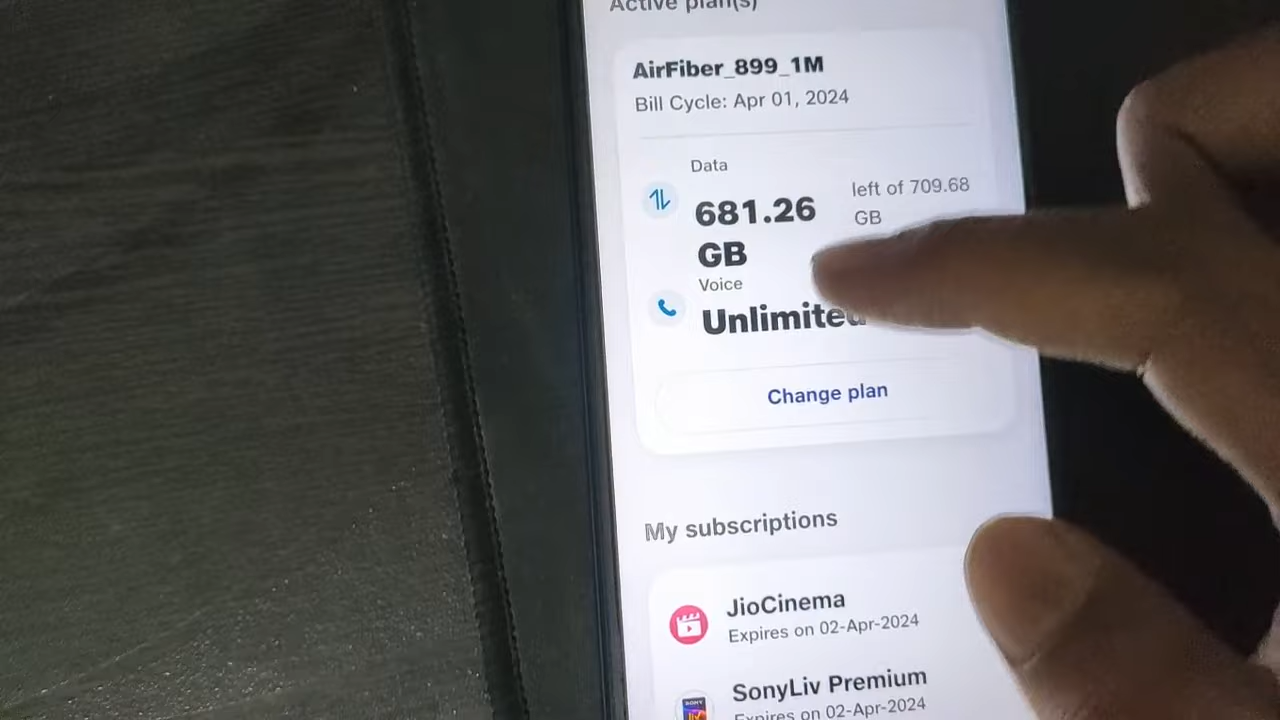 Active plan(s)
AirFiber_899_1M
Bill Cycle: Apr 01, 2024
Data
681.26
GB
left of 709.68
GB
Voice
Unlimited
Change plan
My subscriptions
JioCinema
Expires on 02-Apr-2024
SonyLiv Premium
Expires on 02-Apr-2024
SONY